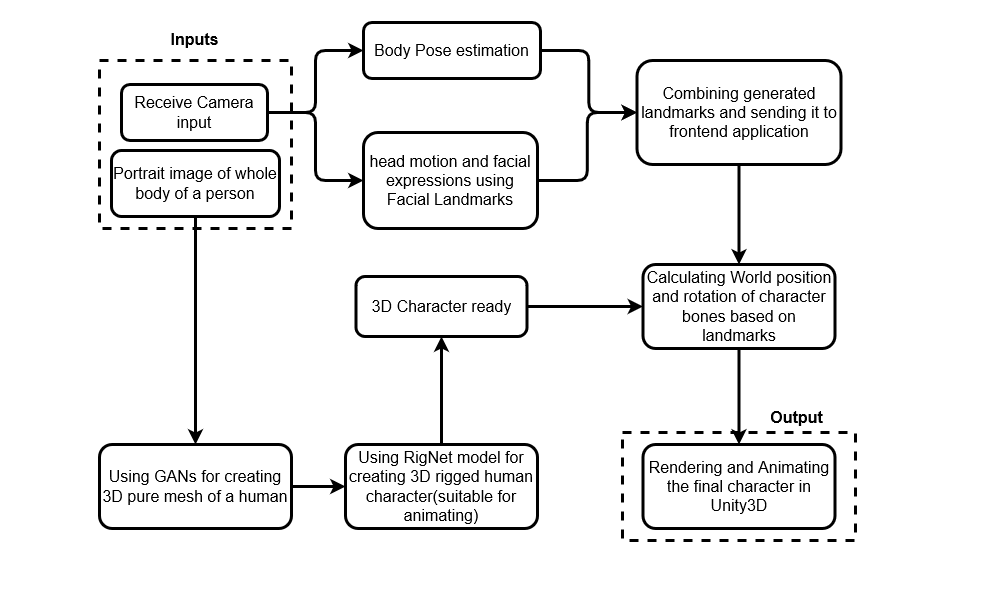 Inputs
Receive Camera
input
Portrait image of whole
body of a person
Body Pose estimation
head motion and facial
expressions using
Facial Landmarks
Combining generated
landmarks and sending it to
frontend application
3D Character ready
Calculating World position
and rotation of character
bones based on
landmarks
Using GANs for creating
3D pure mesh of a human
Using RigNet model for
creating 3D rigged human
character(suitable for
animating)
Output
Rendering and Animating
the final character in
Unity3D